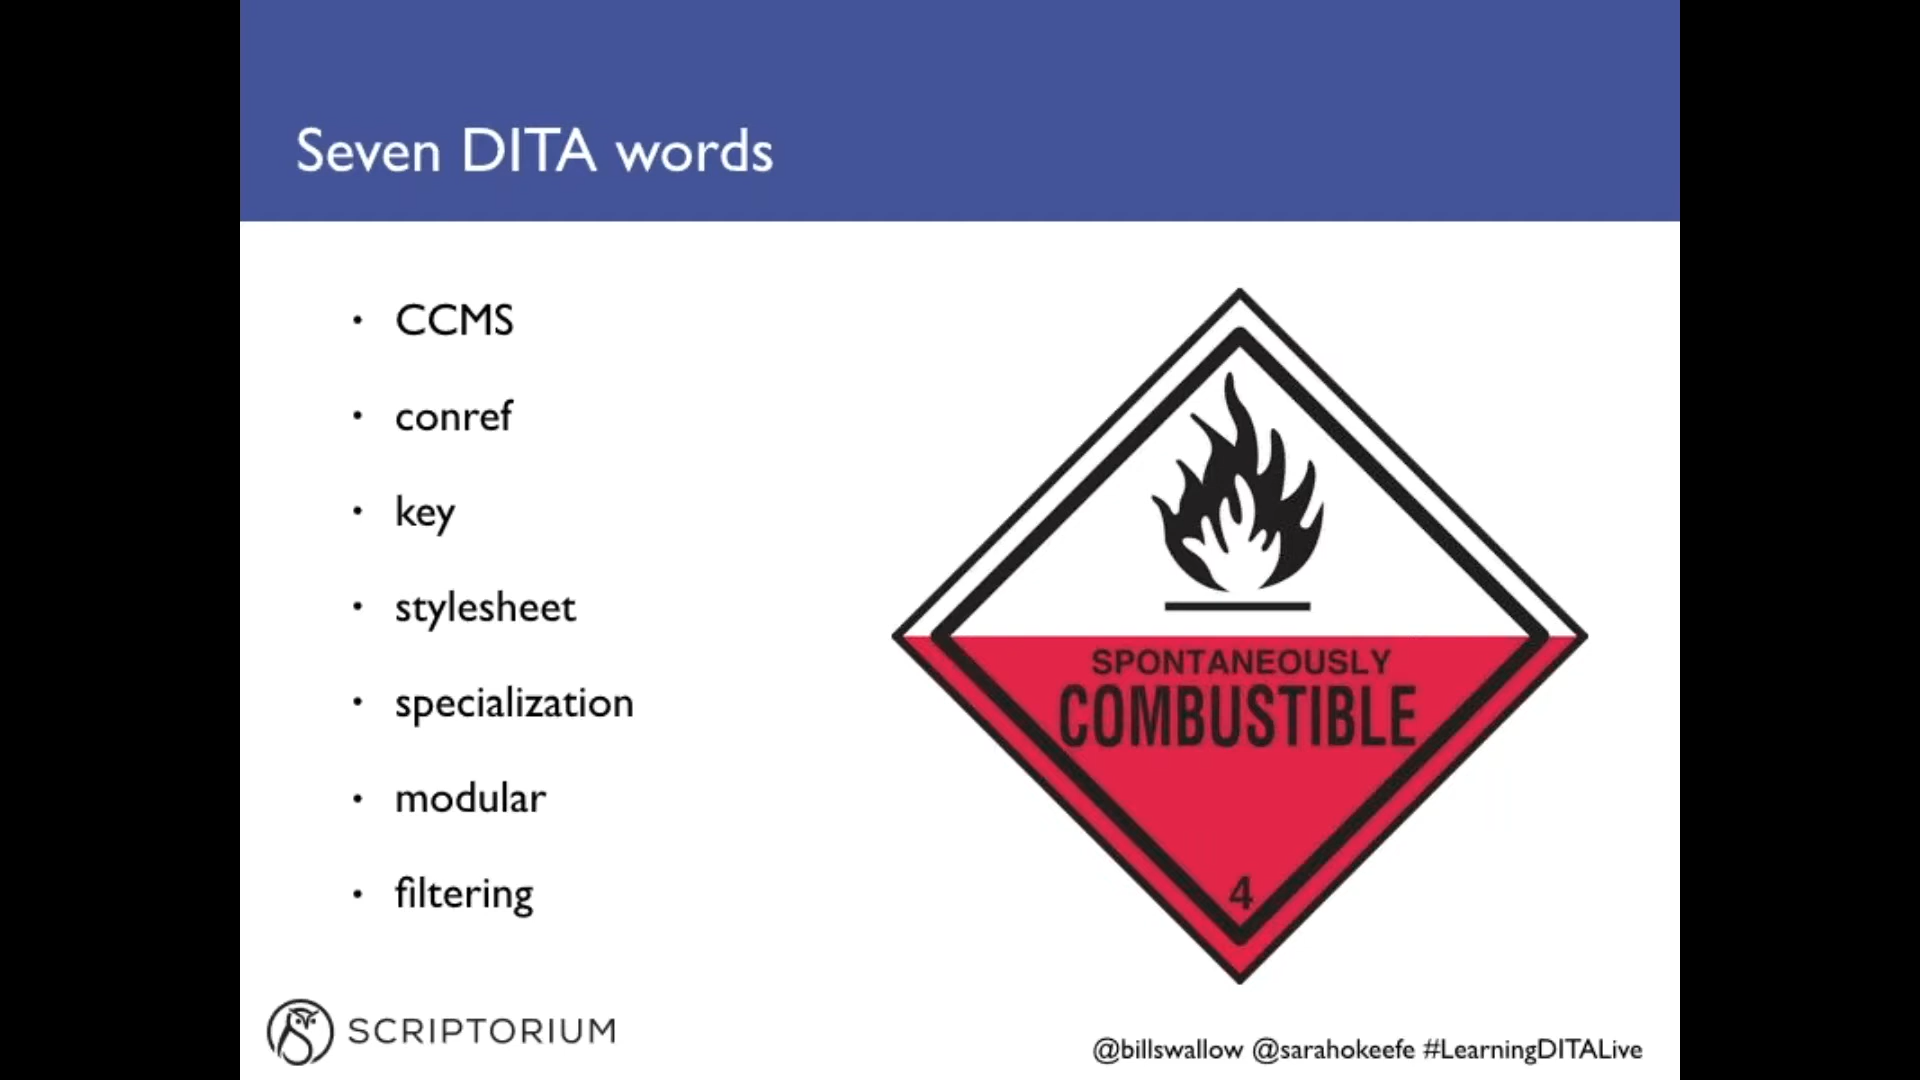 Seven DITA words
• CCMS
• conref
• key
• stylesheet
• specialization
• modular
• filtering
SPONTANEOUSLY
COMBUSTIBLE
4
SCRIPTORIUM
@billswallow @sarahokeefe #LearningDITALive